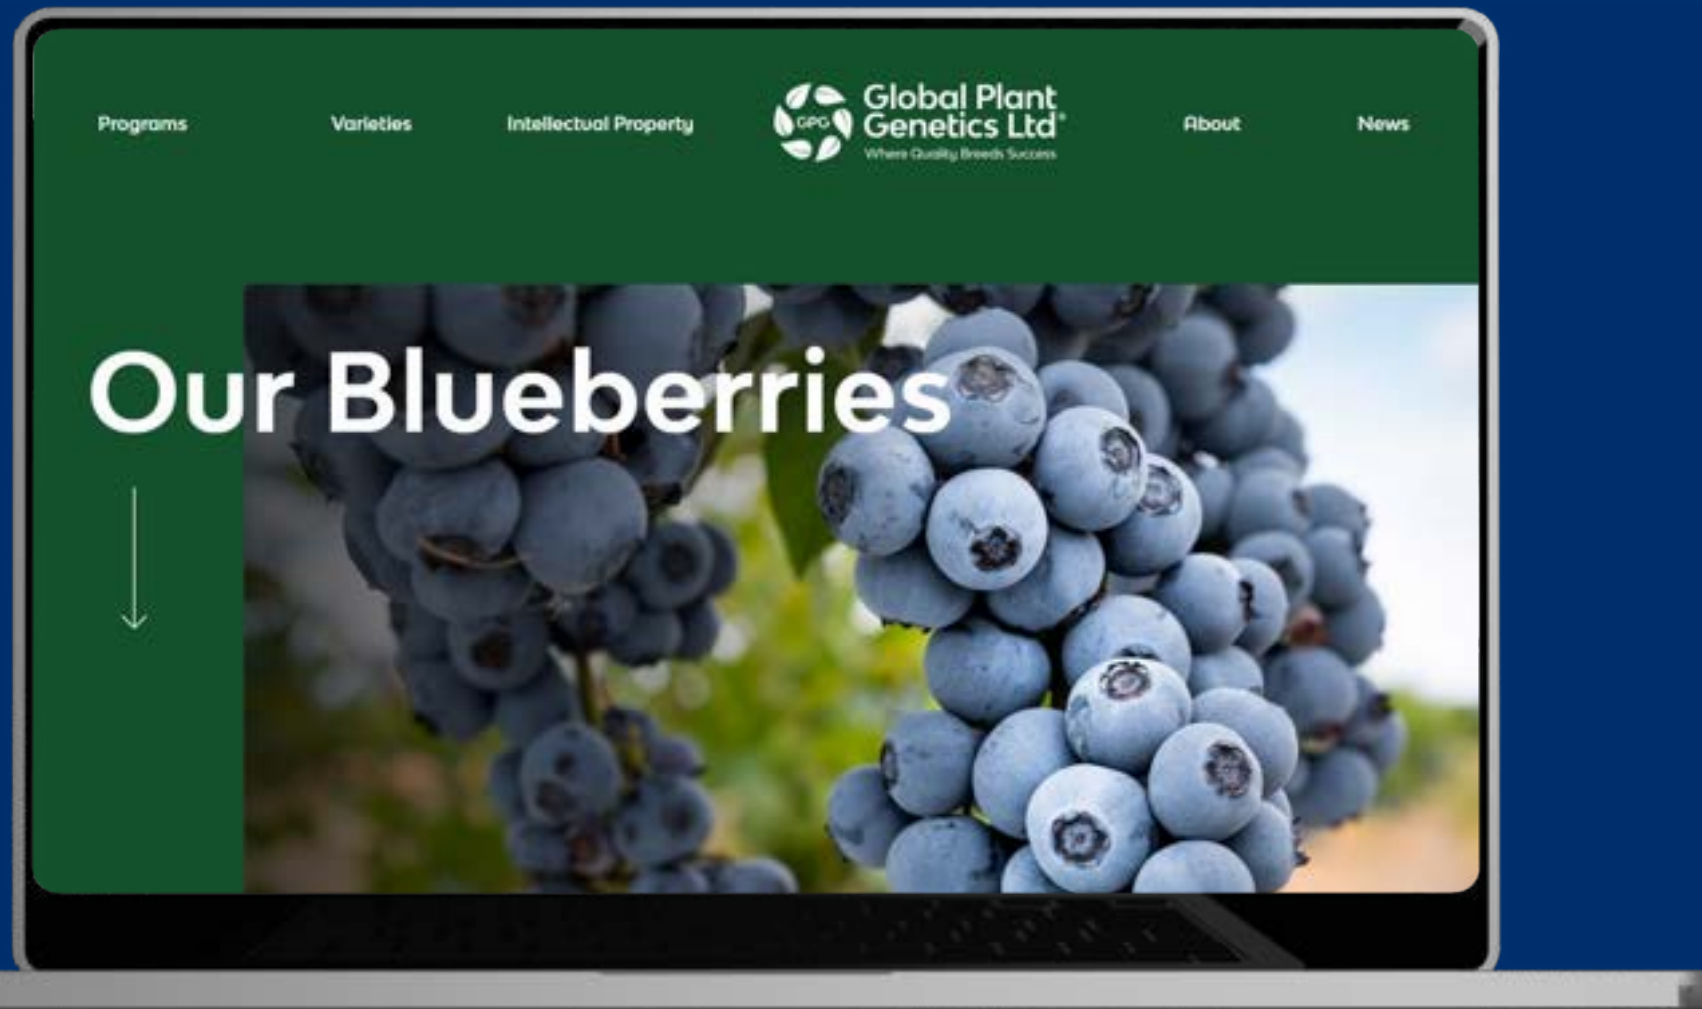 Programs
Varieties
Intellectual Property
GPG
Global Plant
Genetics Ltd®
Where Quality Breeds Success
About
News
Our Blueberries